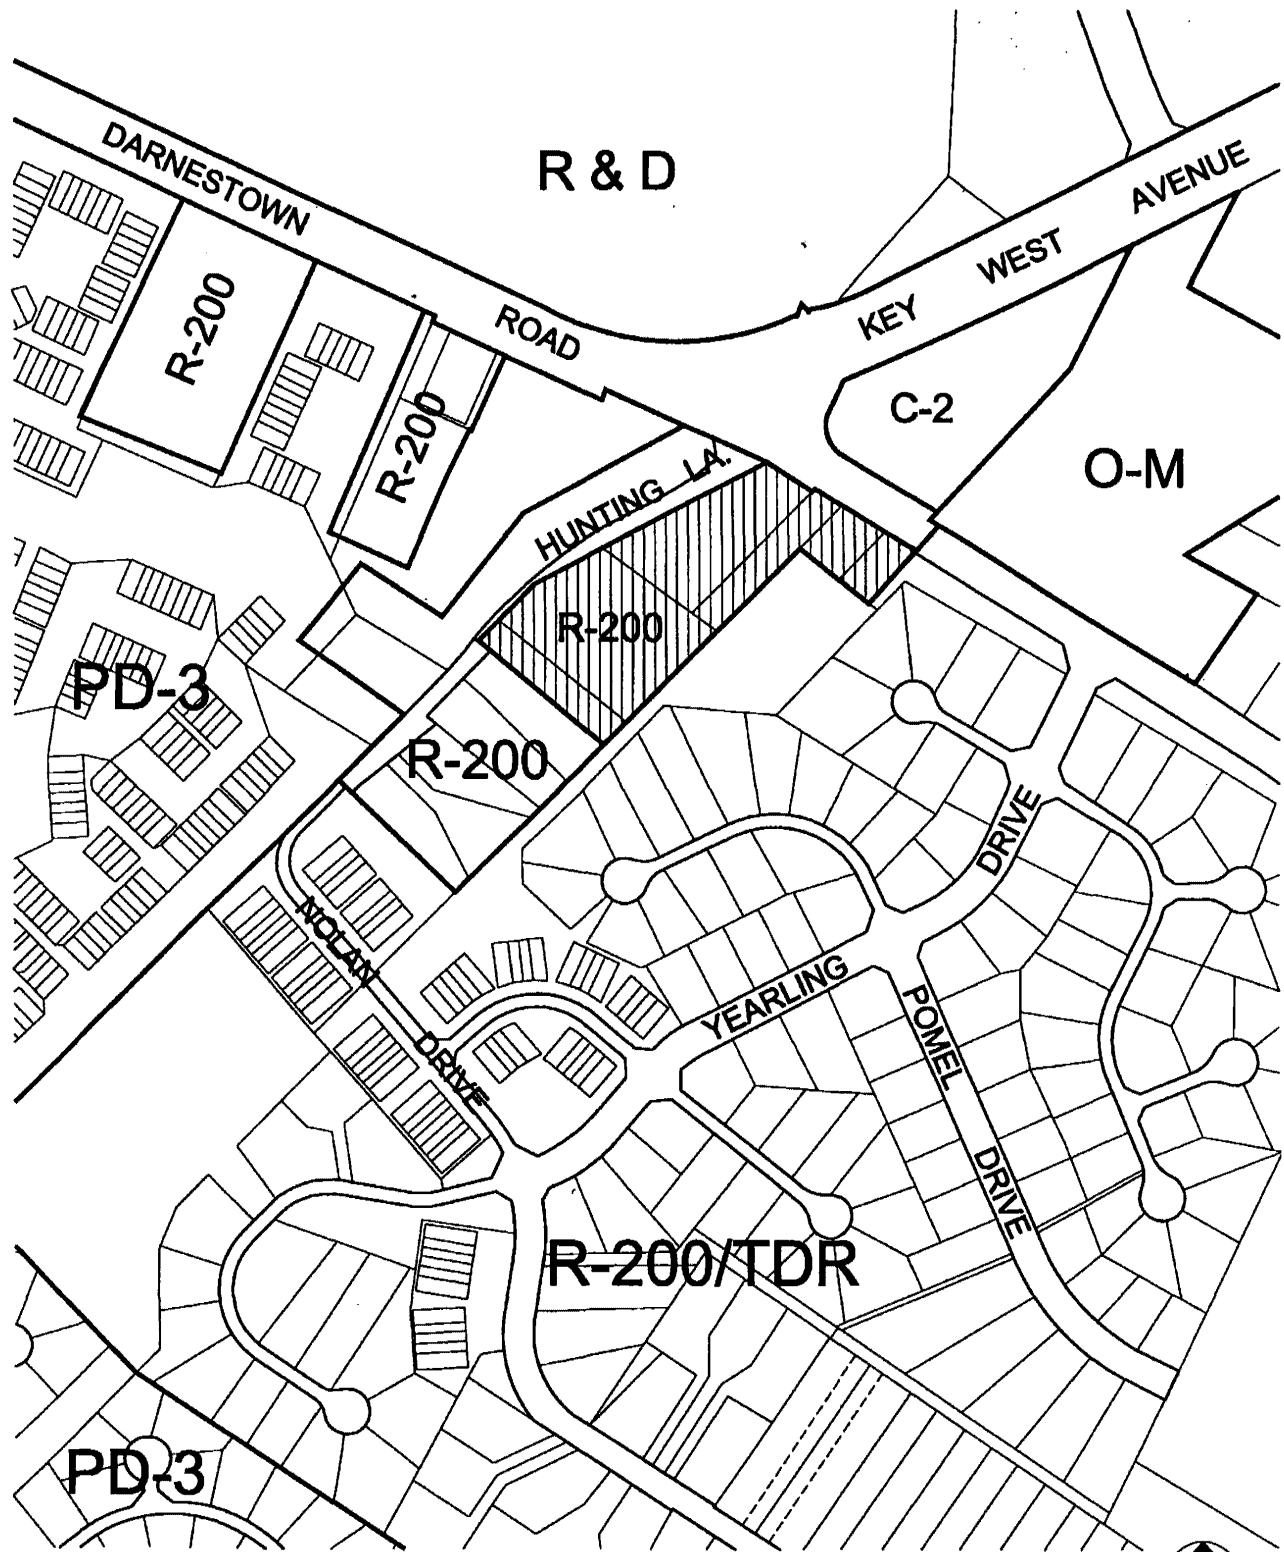 DARNESTOWN
R & D
AVENUE
WEST
KEY
R-200
ROAD
C-2
R-200
O-M
HUNTING LA.
R-200
PD-3
R-200
DRIVE
NOLAN
YEARLING
POMEL
DRIVE
DRIVE
R-200/TDR
PD-3